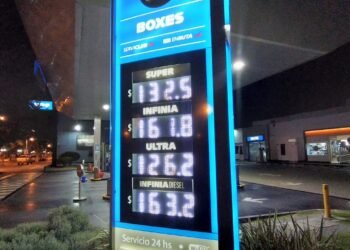 BOXES
SUPER
$ 132.5
INFINIA
$ 161.8
ULTRA
$ 126.2
INFINIA DIESEL
$ 163.2
Servicio 24 hs